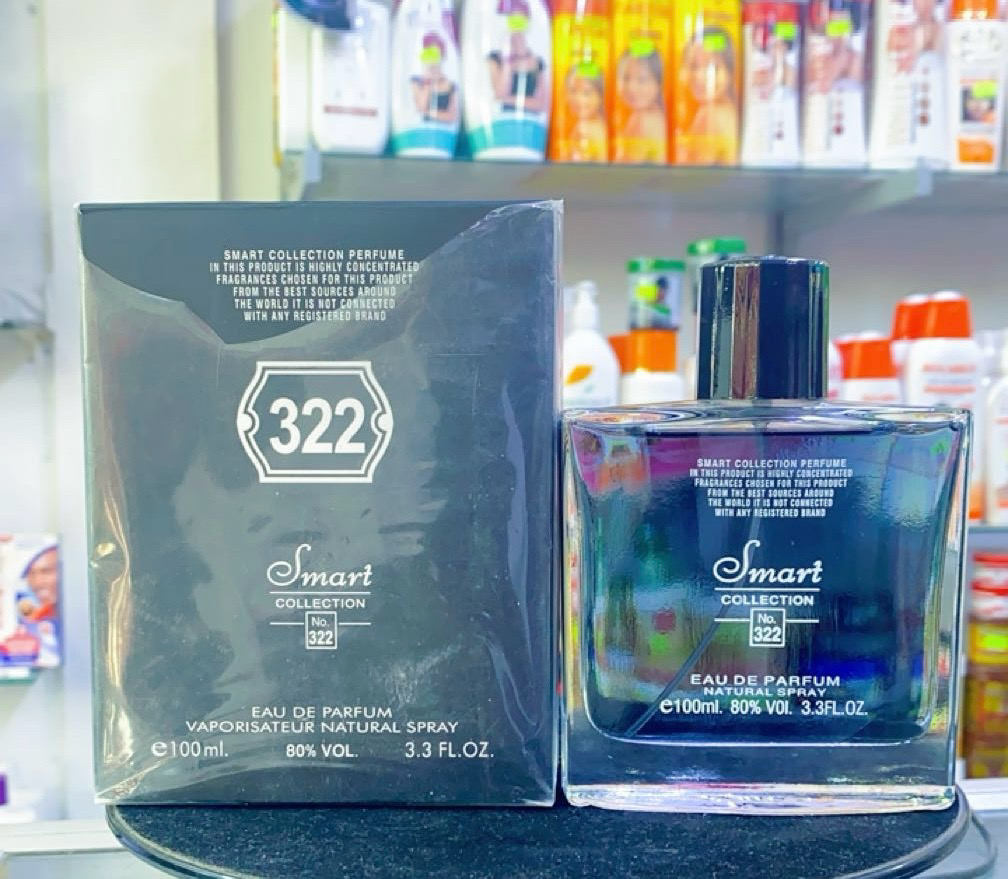 SMART COLLECTION PERFUME
IN THIS PRODUCT IS HIGHLY CONCENTRATED
FRAGRANCES CHOSEN FOR THIS PRODUCT
FROM THE BEST SOURCES AROUND
THE WORLD IT IS NOT CONNECTED
WITH ANY REGISTERED BRAND
322
Smart
COLLECTION
No.
322
EAU DE PARFUM
VAPORISATEUR NATURAL SPRAY
e100ml. 80% VOL. 3.3 FL.OZ.
SMART COLLECTION PERFUME
IN THIS PRODUCT IS HIGHLY CONCENTRATED
FRAGRANCES CHOSEN FOR THIS PRODUCT
FROM THE BEST SOURCES AROUND
THE WORLD IT IS NOT CONNECTED
WITH ANY REGISTERED BRAND
Smart
COLLECTION
No.
322
EAU DE PARFUM
NATURAL SPRAY
e100ml. 80% VOl. 3.3FL.OZ.